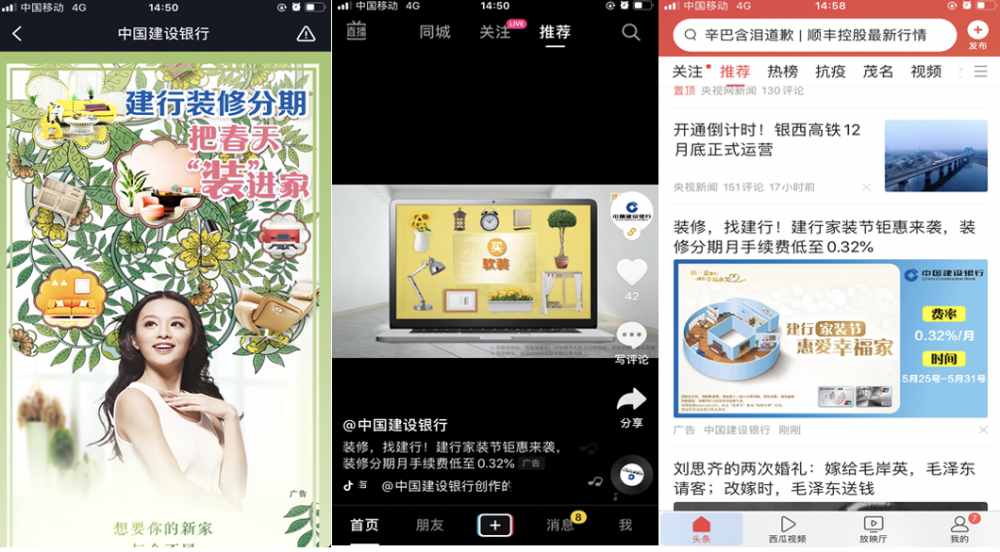 中国移动 4G
14:50
中国建设银行
建行装修分期
把春天
“装”进家
广告
想要你的新家
中国移动 4G
14:50
直播
同城
关注
LIVE
推荐
买
软装
中国建设银行
42
写评论
分享
@中国建设银行
装修，找建行！建行家装节钜惠来袭，
装修分期月手续费低至0.32% 广告
@中国建设银行创作的
首页
朋友
消息
8
我
中国移动 4G
14:58
辛巴含泪道歉 | 顺丰控股最新行情
发布
关注 推荐 热榜 抗疫 茂名 视频
置顶 央视网新闻 130评论
开通倒计时！银西高铁12
月底正式运营
央视新闻 151评论 17小时前
装修，找建行！建行家装节钜惠来袭，装
修分期月手续费低至0.32%
中国建设银行
China Construction Bank
建行家装节
惠爱幸福家
费率
0.32%/月
时间
5月25号-5月31号
广告 中国建设银行 刚刚
刘思齐的两次婚礼：嫁给毛岸英，毛泽东
请客；改嫁时，毛泽东送钱
头条
西瓜视频
放映厅
7
我的